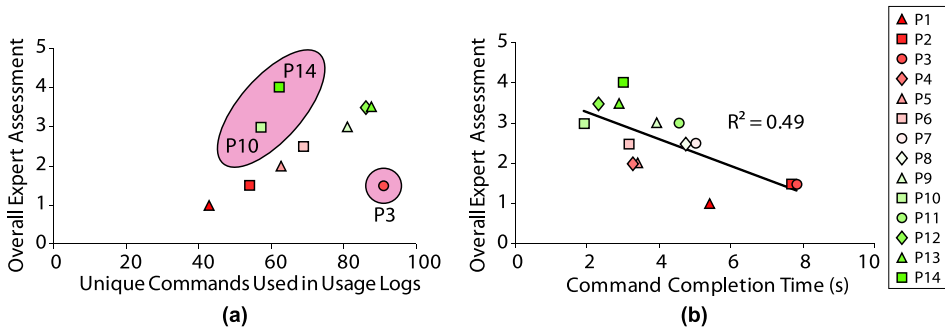 Overall Expert Assessment
5
4
3
2
1
0
P14
P10
P3
0 20 40 60 80 100
Unique Commands Used in Usage Logs
(a)
Overall Expert Assessment
5
4
3
2
1
0
R² = 0.49
0 2 4 6 8 10
Command Completion Time (s)
(b)
P1
P2
P3
P4
P5
P6
P7
P8
P9
P10
P11
P12
P13
P14